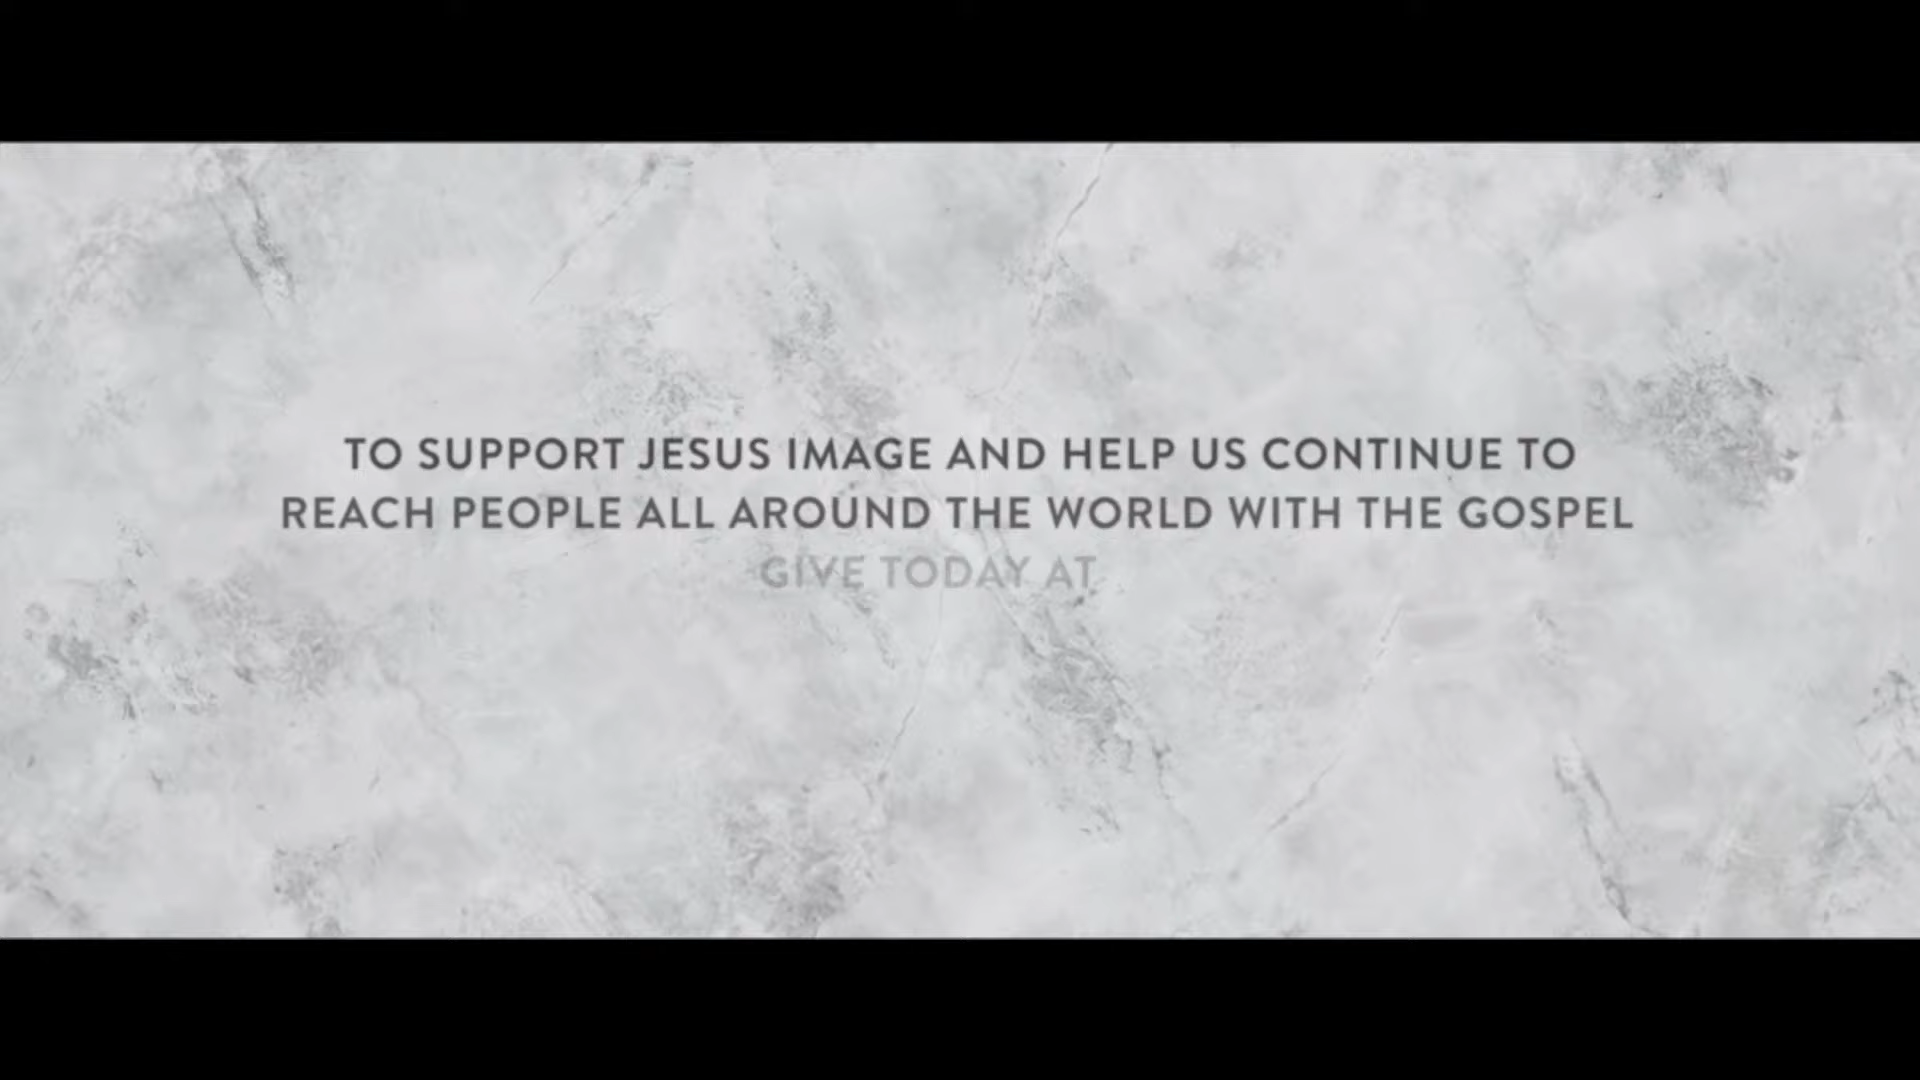 TO SUPPORT JESUS IMAGE AND HELP US CONTINUE TO
REACH PEOPLE ALL AROUND THE WORLD WITH THE GOSPEL
GIVE TODAY AT